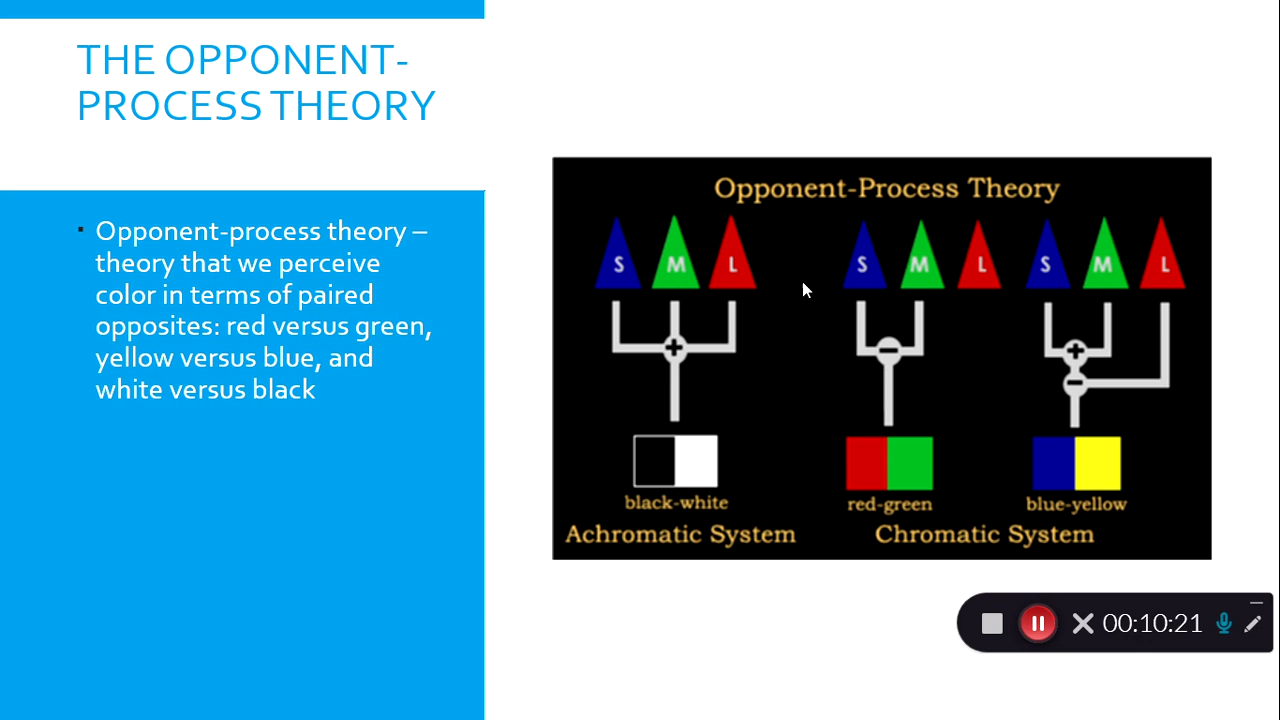 THE OPPONENT-
PROCESS THEORY
▪ Opponent-process theory –
theory that we perceive
color in terms of paired
opposites: red versus green,
yellow versus blue, and
white versus black
Opponent-Process Theory
S M L S M L S M L
+ − + −
black-white red-green blue-yellow
Achromatic System Chromatic System
00:10:21